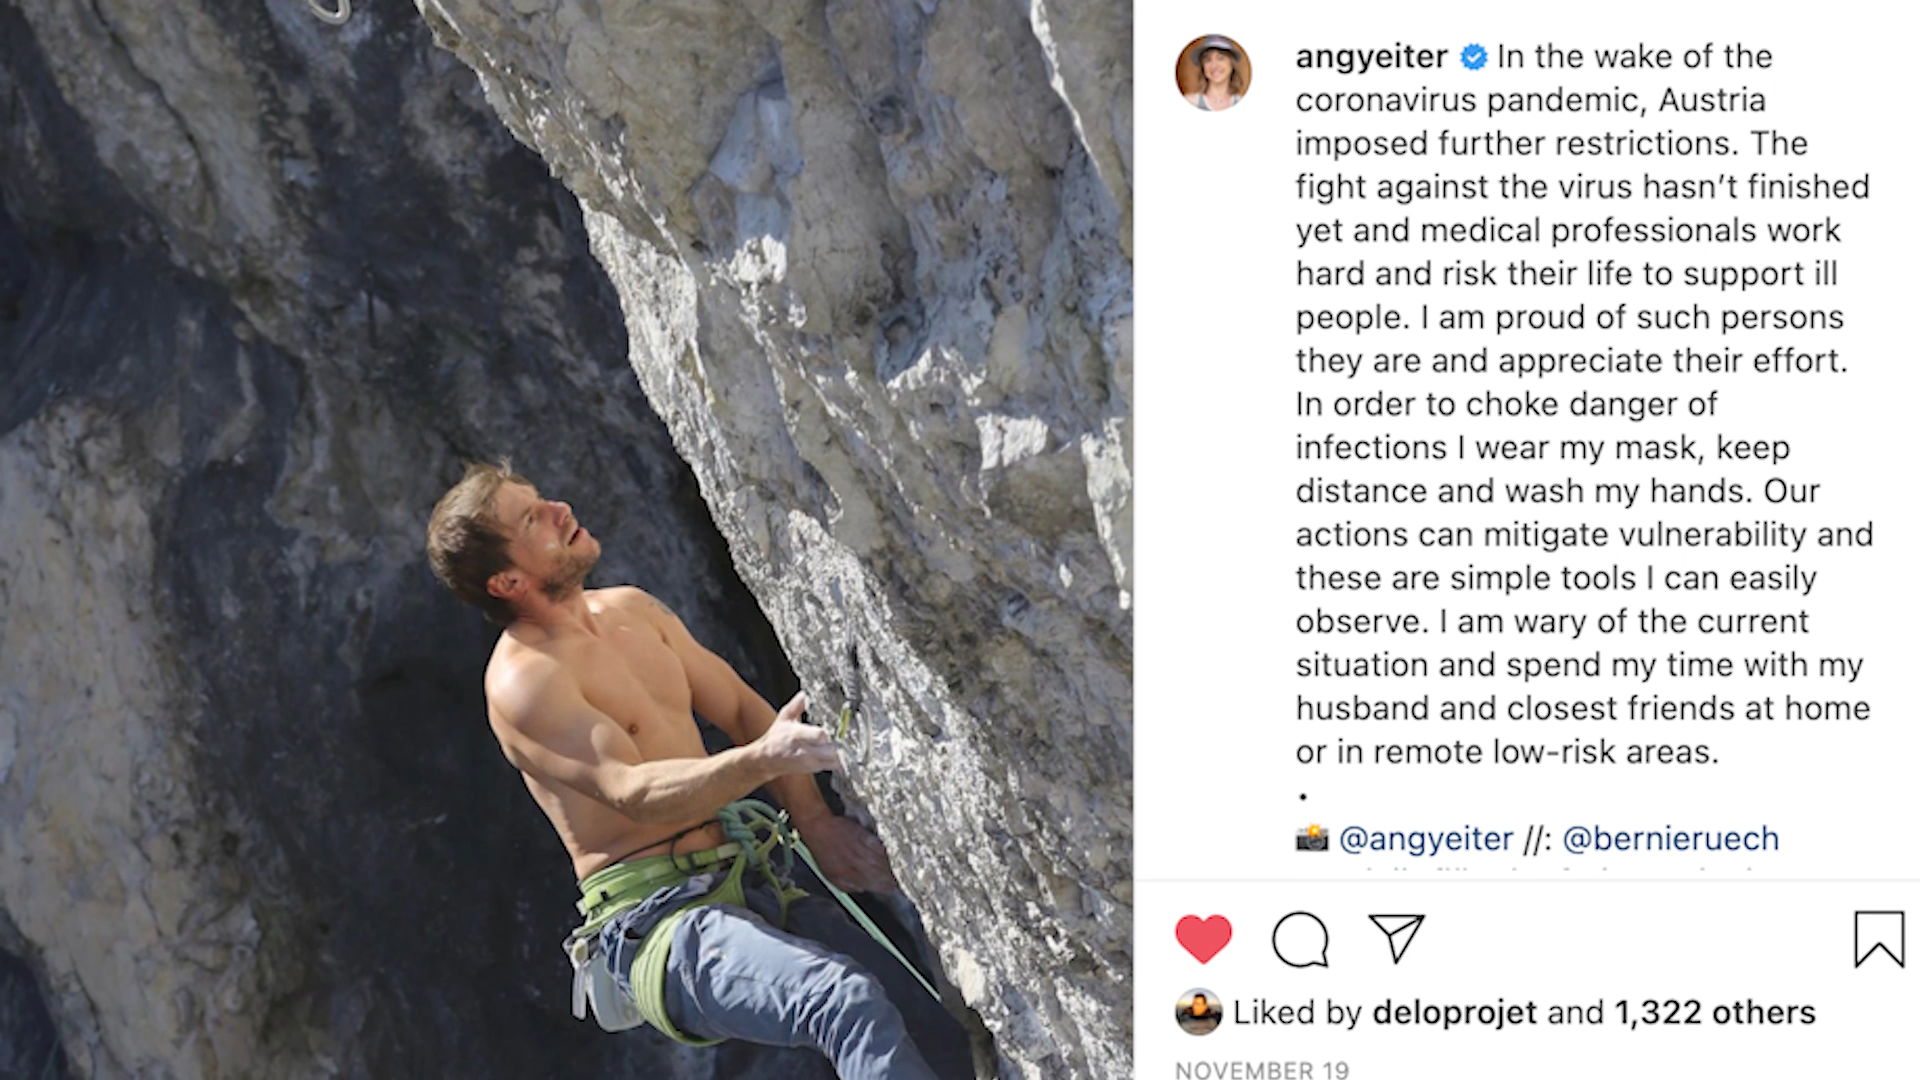 angyeiter In the wake of the
coronavirus pandemic, Austria
imposed further restrictions. The
fight against the virus hasn't finished
yet and medical professionals work
hard and risk their life to support ill
people. I am proud of such persons
they are and appreciate their effort.
In order to choke danger of
infections I wear my mask, keep
distance and wash my hands. Our
actions can mitigate vulnerability and
these are simple tools I can easily
observe. I am wary of the current
situation and spend my time with my
husband and closest friends at home
or in remote low-risk areas.
.
@angyeiter //: @bernieruech
Liked by deloprojet and 1,322 others
NOVEMBER 19